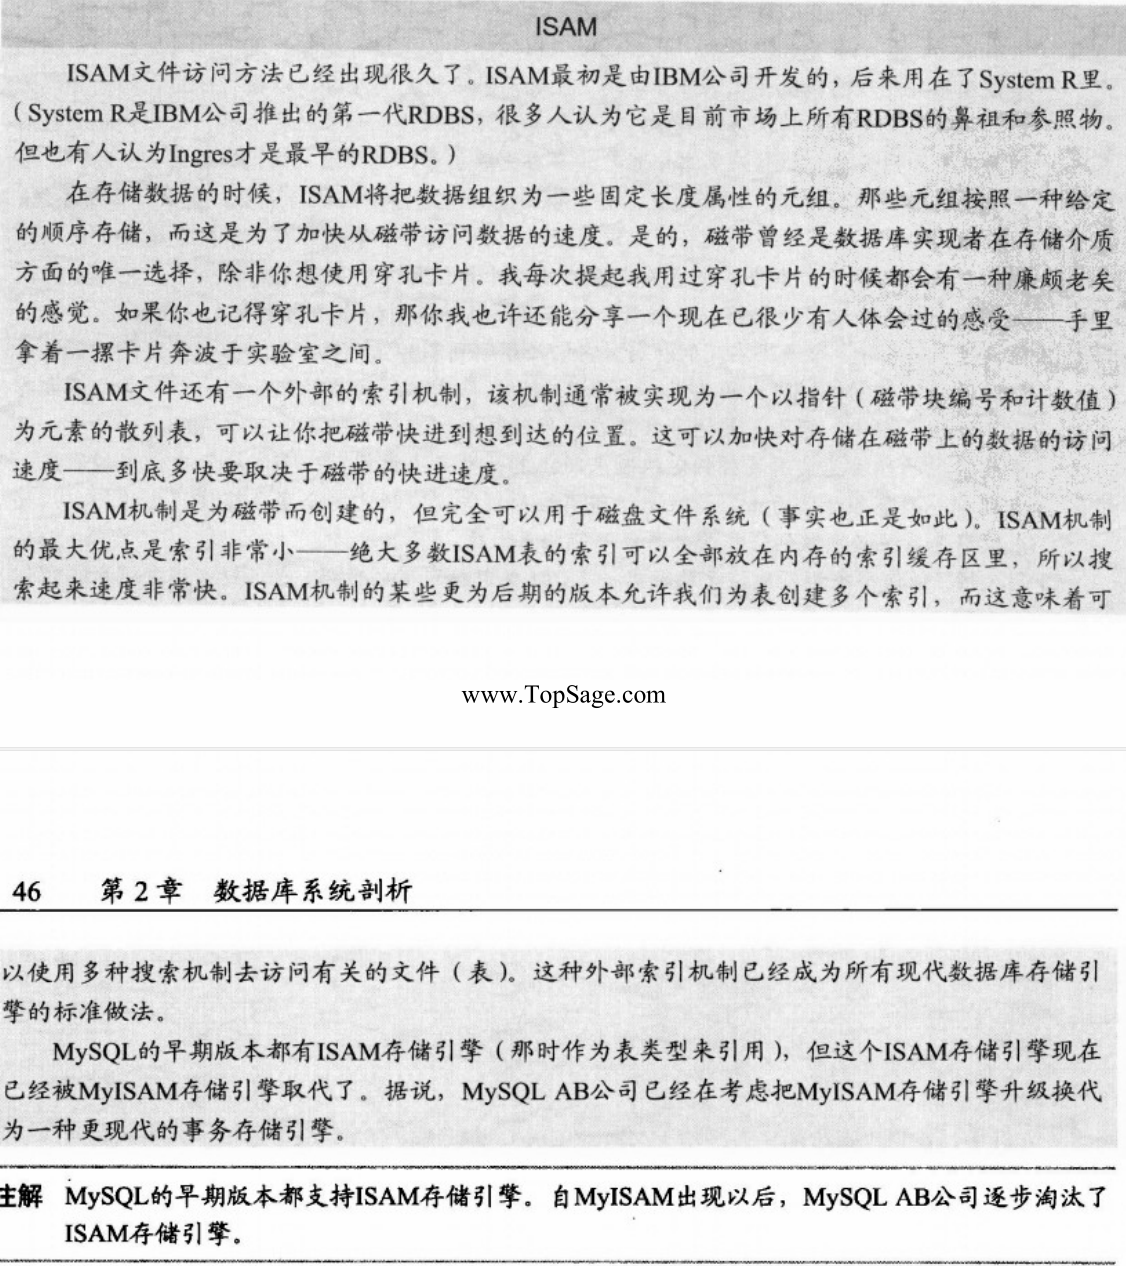 ISAM
ISAM文件访问方法已经出现很久了。ISAM最初是由IBM公司开发的，后来用在了System R里。
（System R是IBM公司推出的第一代RDBS，很多人认为它是目前市场上所有RDBS的鼻祖和参照物。
但也有人认为Ingres才是最早的RDBS。）
在存储数据的时候，ISAM将把数据组织为一些固定长度属性的元组。那些元组按照一种给定
的顺序存储，而这是为了加快从磁带访问数据的速度。是的，磁带曾经是数据库实现者在存储介质
方面的唯一选择，除非你想使用穿孔卡片。我每次提起我用过穿孔卡片的时候都会有一种廉颇老矣
的感觉。如果你也记得穿孔卡片，那你我也许还能分享一个现在已很少有人体会过的感受——手里
拿着一摞卡片奔波于实验室之间。
ISAM文件还有一个外部的索引机制，该机制通常被实现为一个以指针（磁带块编号和计数值）
为元素的散列表，可以让你把磁带快进到想到达的位置。这可以加快对存储在磁带上的数据的访问
速度——到底多快要取决于磁带的快进速度。
ISAM机制是为磁带而创建的，但完全可以用于磁盘文件系统（事实也正是如此）。ISAM机制
的最大优点是索引非常小——绝大多数ISAM表的索引可以全部放在内存的索引缓存区里，所以搜
索起来速度非常快。ISAM机制的某些更为后期的版本允许我们为表创建多个索引，而这意味着可
www.TopSage.com
46 第 2 章 数据库系统剖析
以使用多种搜索机制去访问有关的文件（表）。这种外部索引机制已经成为所有现代数据库存储引
擎的标准做法。
MySQL的早期版本都有ISAM存储引擎（那时作为表类型来引用），但这个ISAM存储引擎现在
已经被MyISAM存储引擎取代了。据说，MySQL AB公司已经在考虑把MyISAM存储引擎升级换代
为一种更现代的事务存储引擎。
注解 MySQL的早期版本都支持ISAM存储引擎。自MyISAM出现以后，MySQL AB公司逐步淘汰了
ISAM存储引擎。